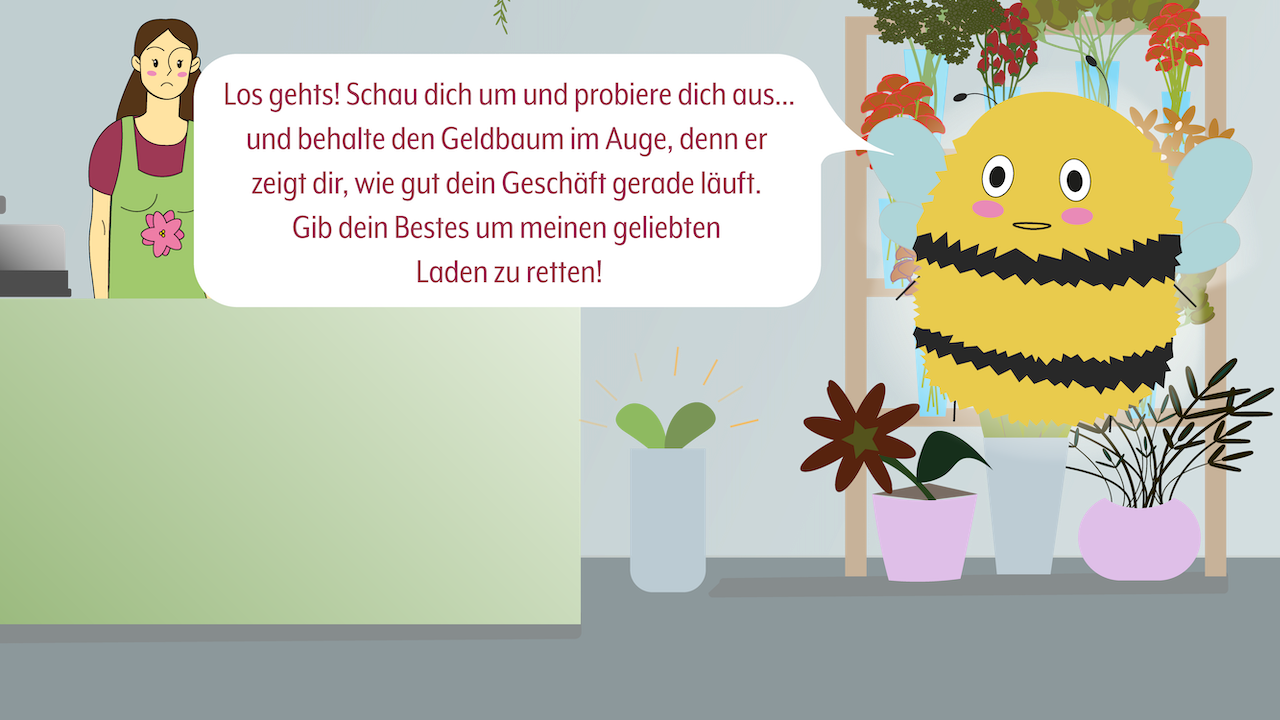 Los gehts! Schau dich um und probiere dich aus...
und behalte den Geldbaum im Auge, denn er
zeigt dir, wie gut dein Geschäft gerade läuft.
Gib dein Bestes um meinen geliebten
Laden zu retten!